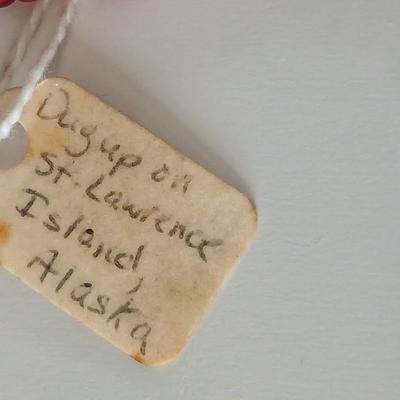 Dug up on
St. Lawrence
Island,
Alaska